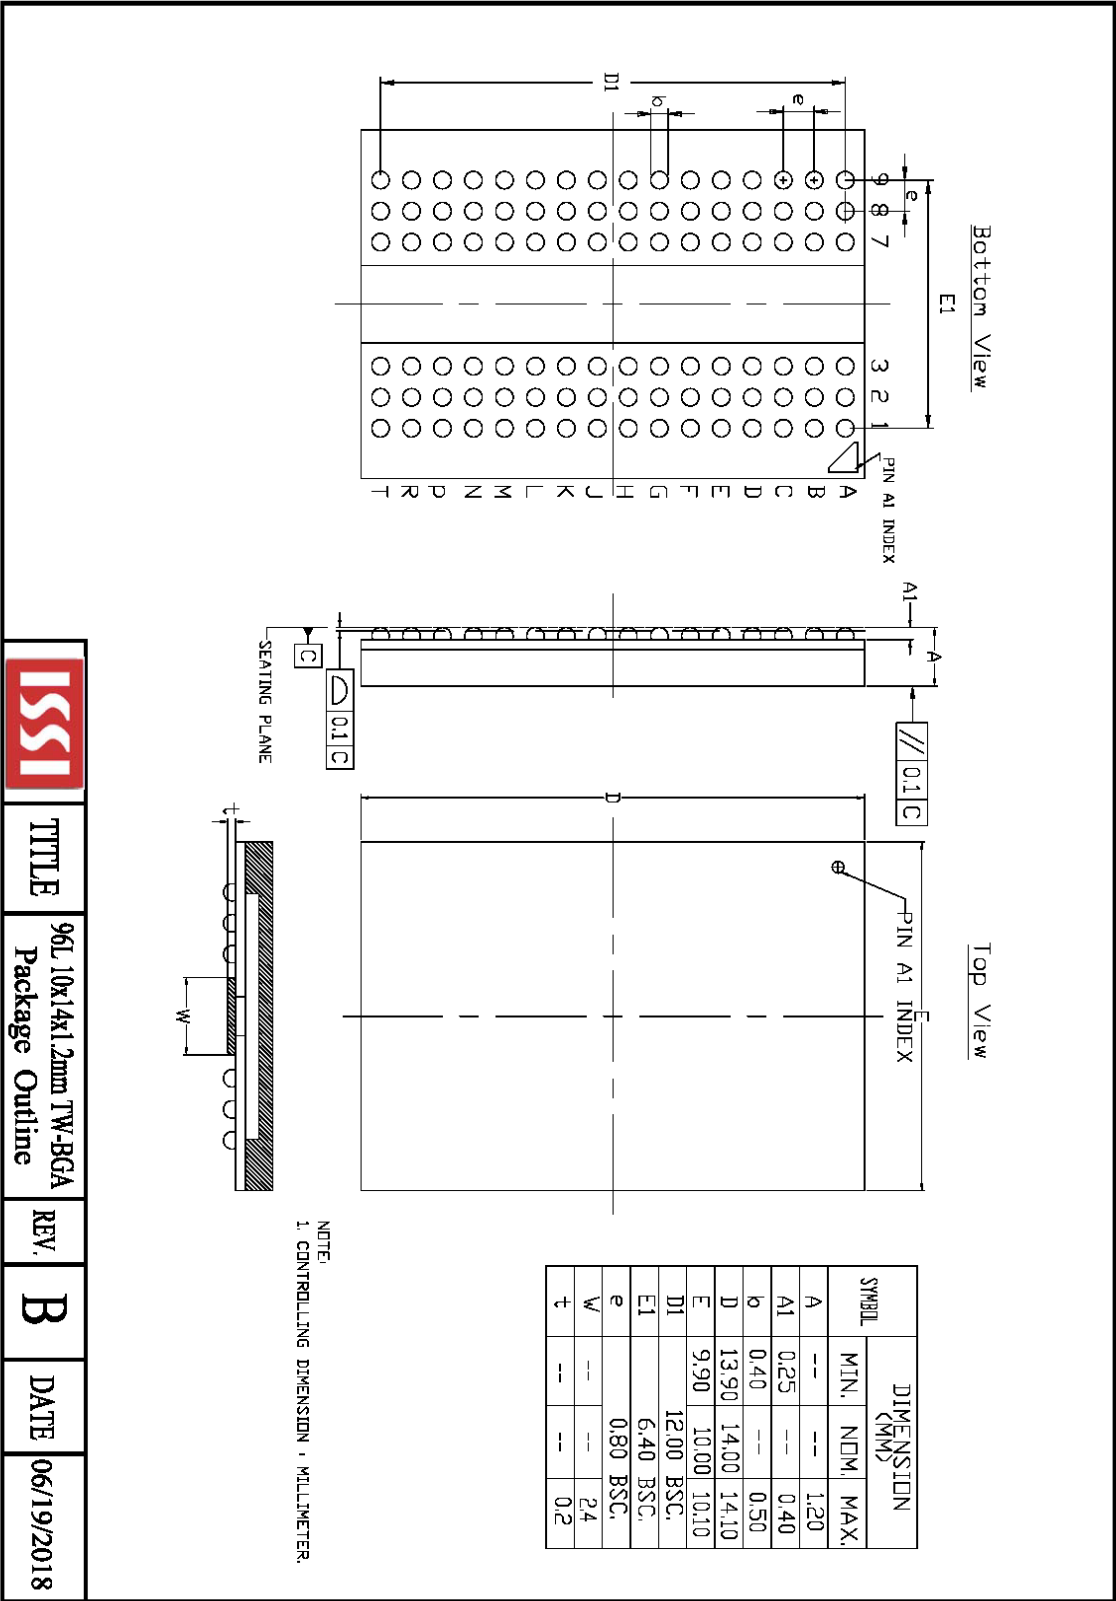 Bottom View
E1
9 8 7 3 2 1
e
e
b
D1
PIN A1 INDEX
A
B
C
D
E
F
G
H
J
K
L
M
N
P
R
T
A1
A
// 0.1 C
0.1 C
C
SEATING PLANE
Top View
E
PIN A1 INDEX
D
t
W
SYMBOL DIMENSION (MM)
MIN. NOM. MAX.
A -- -- 1.20
A1 0.25 -- 0.40
b 0.40 -- 0.50
D 13.90 14.00 14.10
E 9.90 10.00 10.10
D1 12.00 BSC.
E1 6.40 BSC.
e 0.80 BSC.
W -- -- 2.4
t -- -- 0.2
NOTE:
1. CONTROLLING DIMENSION : MILLIMETER.
ISSI
TITLE
96L 10x14x1.2mm TW-BGA
Package Outline
REV.
B
DATE
06/19/2018